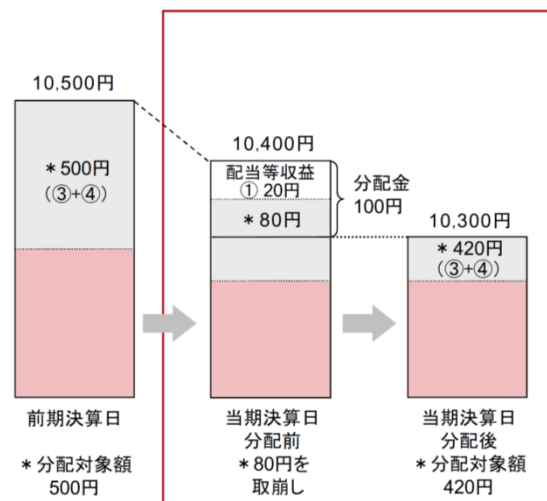 10,500円
＊500円
（③+④）
前期決算日
＊分配対象額
500円
10,400円
配当等収益
① 20円
＊80円
分配金
100円
当期決算日
分配前
＊80円を
取崩し
10,300円
＊420円
（③+④）
当期決算日
分配後
＊分配対象額
420円